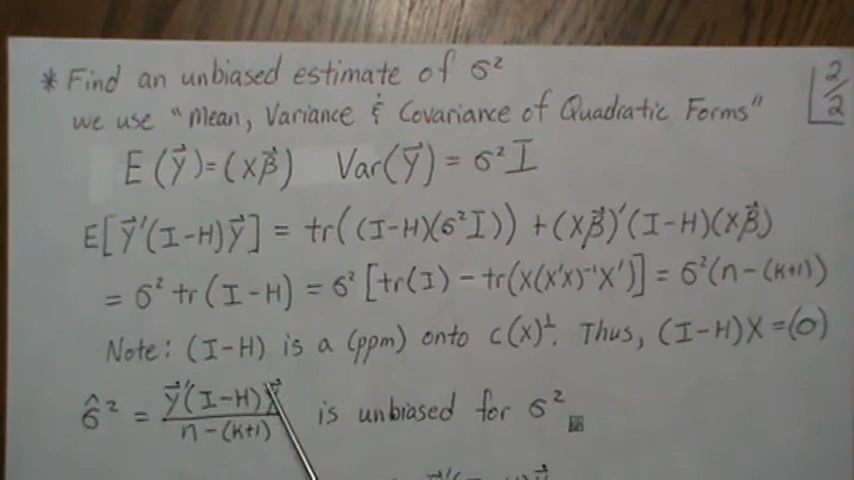 * Find an unbiased estimate of σ²
2/2
we use "Mean, Variance & Covariance of Quadratic Forms"
E(Y⃗)=(Xβ⃗) Var(Y⃗)=σ²I
E[Y⃗'(I-H)Y⃗] = tr((I-H)(σ²I)) + (Xβ⃗)'(I-H)(Xβ⃗)
= σ² tr(I-H) = σ² [tr(I) - tr(X(X'X)⁻¹X')] = σ²(n-(k+1))
Note: (I-H) is a (ppm) onto C(X)⊥. Thus, (I-H)X=(0)
σ̂² = y⃗'(I-H)y⃗ / n-(k+1) is unbiased for σ²